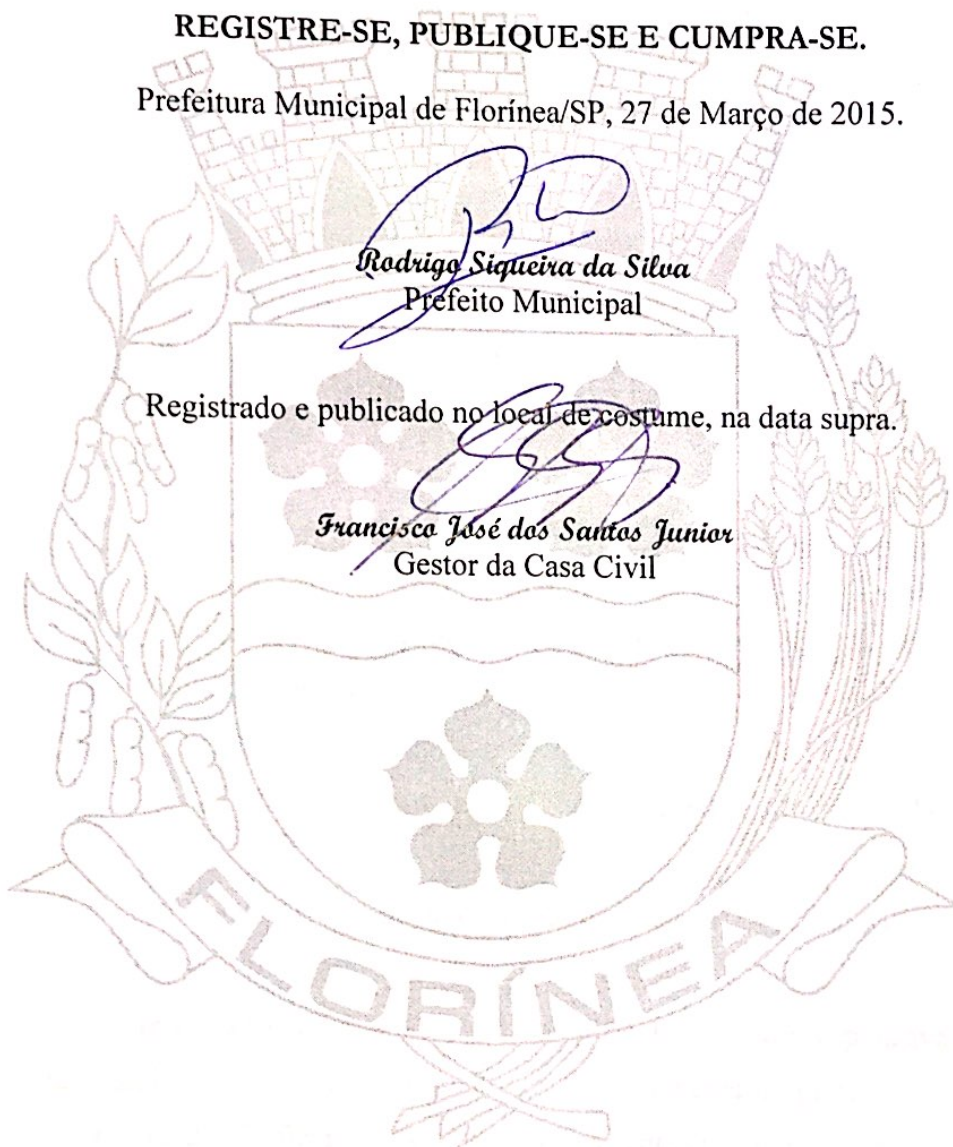 REGISTRE-SE, PUBLIQUE-SE E CUMPRA-SE.
Prefeitura Municipal de Florínea/SP, 27 de Março de 2015.
Rodrigo Siqueira da Silva
Prefeito Municipal
Registrado e publicado no local de costume, na data supra.
Francisco José dos Santos Junior
Gestor da Casa Civil
FLORÍNEA